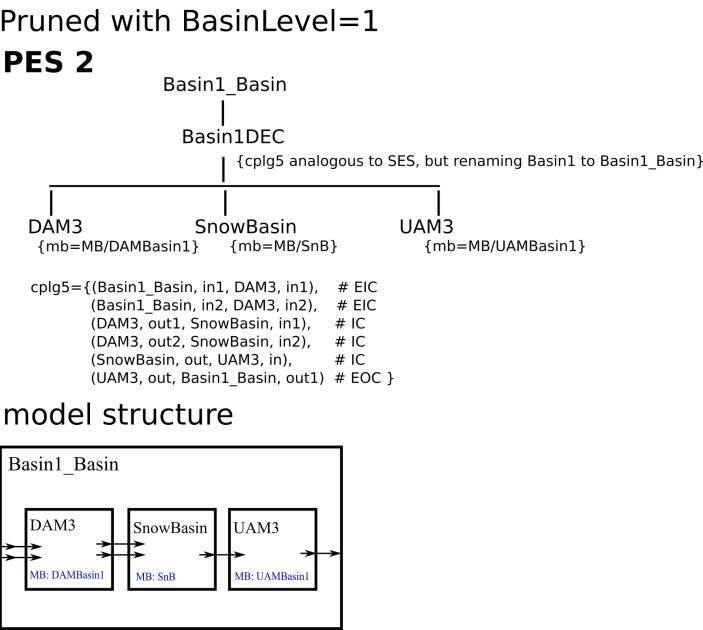 Pruned with BasinLevel=1
PES 2
Basin1_Basin
Basin1DEC
{cplg5 analogous to SES, but renaming Basin1 to Basin1_Basin}
DAM3 SnowBasin UAM3
{mb=MB/DAMBasin1} {mb=MB/SnB} {mb=MB/UAMBasin1}
cplg5={(Basin1_Basin, in1, DAM3, in1), # EIC
(Basin1_Basin, in2, DAM3, in2), # EIC
(DAM3, out1, SnowBasin, in1), # IC
(DAM3, out2, SnowBasin, in2), # IC
(SnowBasin, out, UAM3, in), # IC
(UAM3, out, Basin1_Basin, out1) # EOC }
model structure
Basin1_Basin
DAM3 SnowBasin UAM3
MB: DAMBasin1 MB: SnB MB: UAMBasin1